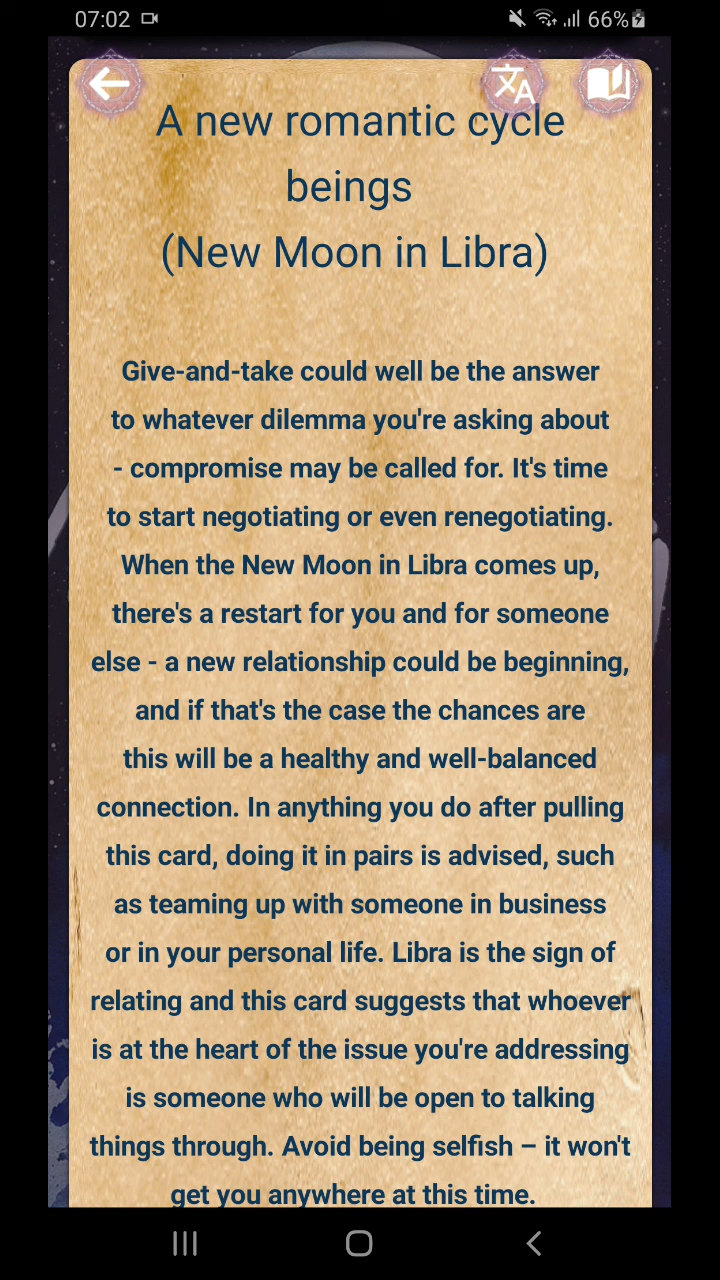 07:02
66%
A new romantic cycle
beings
(New Moon in Libra)
Give-and-take could well be the answer
to whatever dilemma you're asking about
- compromise may be called for. It's time
to start negotiating or even renegotiating.
When the New Moon in Libra comes up,
there's a restart for you and for someone
else - a new relationship could be beginning,
and if that's the case the chances are
this will be a healthy and well-balanced
connection. In anything you do after pulling
this card, doing it in pairs is advised, such
as teaming up with someone in business
or in your personal life. Libra is the sign of
relating and this card suggests that whoever
is at the heart of the issue you're addressing
is someone who will be open to talking
things through. Avoid being selfish – it won't
get you anywhere at this time.